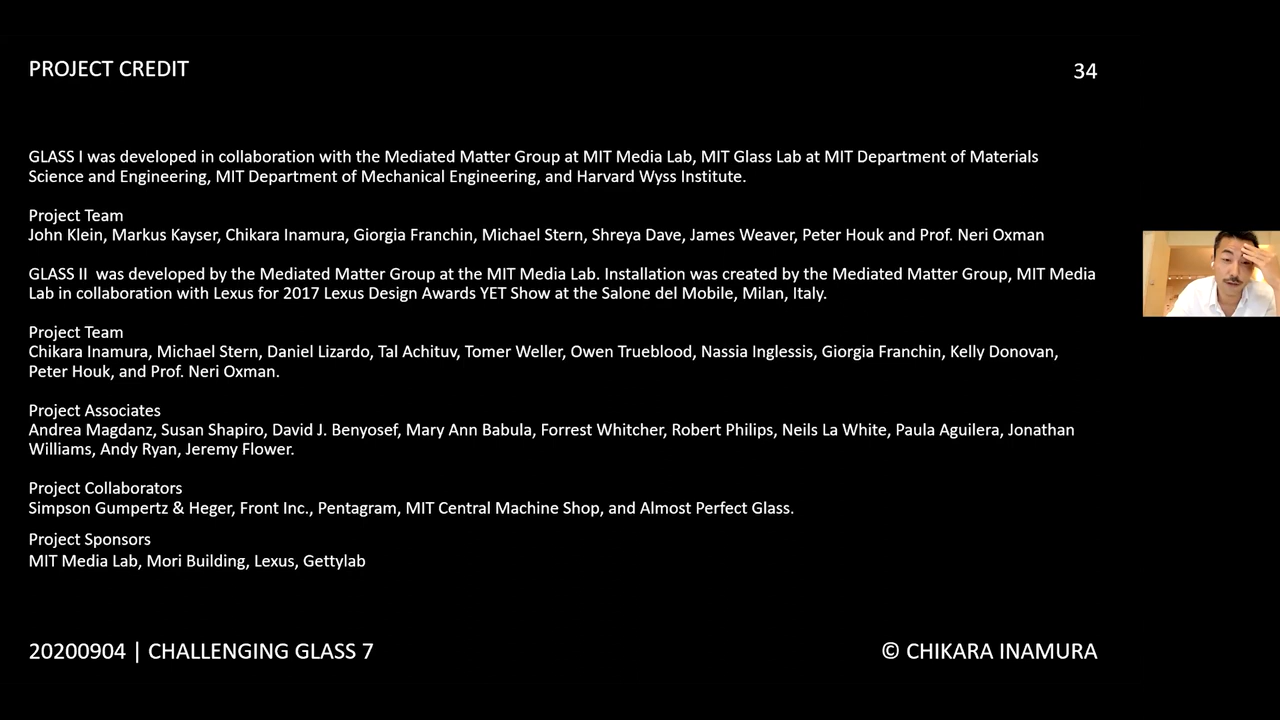 PROJECT CREDIT
34
GLASS I was developed in collaboration with the Mediated Matter Group at MIT Media Lab, MIT Glass Lab at MIT Department of Materials
Science and Engineering, MIT Department of Mechanical Engineering, and Harvard Wyss Institute.
Project Team
John Klein, Markus Kayser, Chikara Inamura, Giorgia Franchin, Michael Stern, Shreya Dave, James Weaver, Peter Houk and Prof. Neri Oxman
GLASS II  was developed by the Mediated Matter Group at the MIT Media Lab. Installation was created by the Mediated Matter Group, MIT Media
Lab in collaboration with Lexus for 2017 Lexus Design Awards YET Show at the Salone del Mobile, Milan, Italy.
Project Team
Chikara Inamura, Michael Stern, Daniel Lizardo, Tal Achituv, Tomer Weller, Owen Trueblood, Nassia Inglessis, Giorgia Franchin, Kelly Donovan,
Peter Houk, and Prof. Neri Oxman.
Project Associates
Andrea Magdanz, Susan Shapiro, David J. Benyosef, Mary Ann Babula, Forrest Whitcher, Robert Philips, Neils La White, Paula Aguilera, Jonathan
Williams, Andy Ryan, Jeremy Flower.
Project Collaborators
Simpson Gumpertz & Heger, Front Inc., Pentagram, MIT Central Machine Shop, and Almost Perfect Glass.
Project Sponsors
MIT Media Lab, Mori Building, Lexus, Gettylab
20200904 | CHALLENGING GLASS 7
© CHIKARA INAMURA